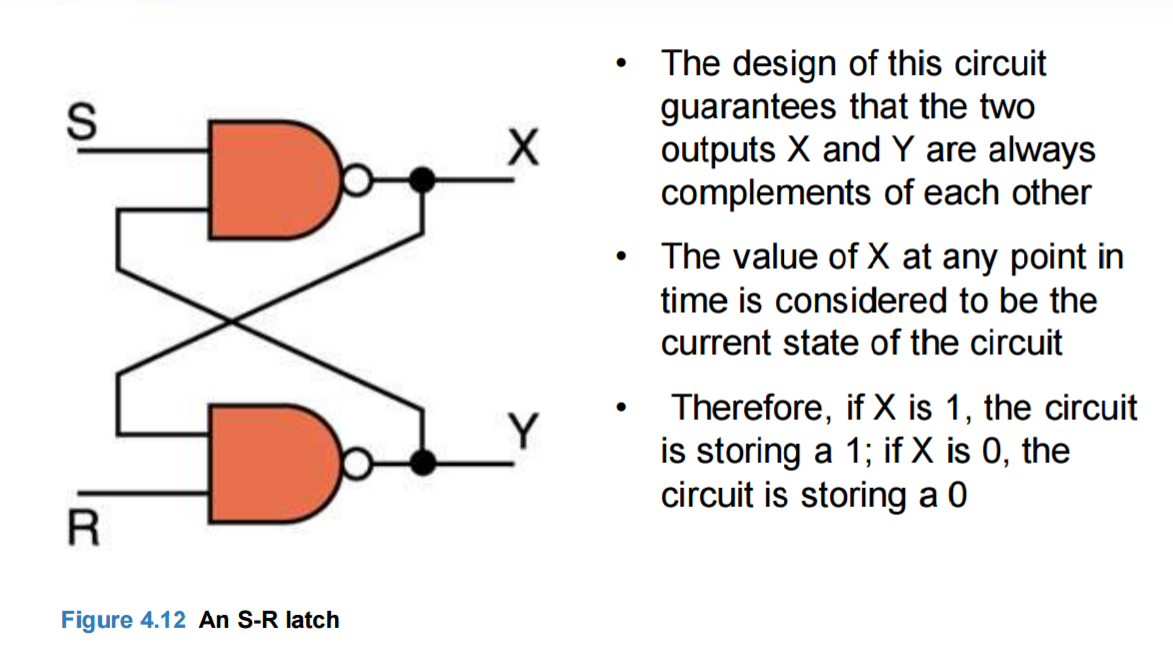 S
X
Y
R
Figure 4.12 An S-R latch
• The design of this circuit
guarantees that the two
outputs X and Y are always
complements of each other
• The value of X at any point in
time is considered to be the
current state of the circuit
• Therefore, if X is 1, the circuit
is storing a 1; if X is 0, the
circuit is storing a 0